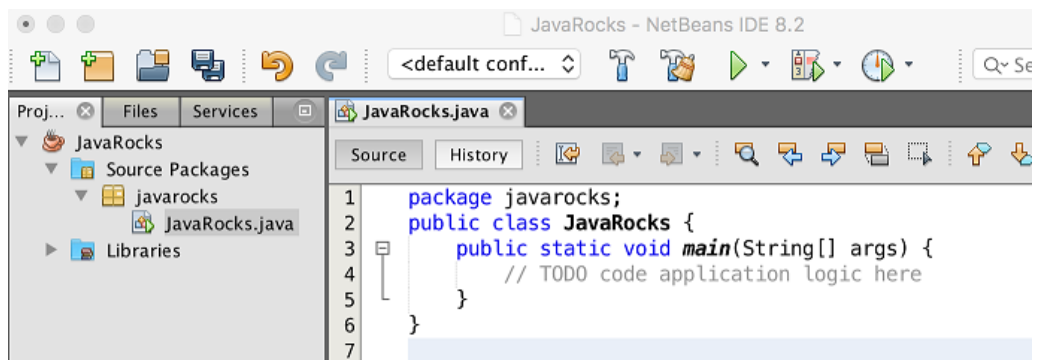 JavaRocks - NetBeans IDE 8.2
<default conf...
Proj... Files Services
JavaRocks.java
JavaRocks
Source Packages
javarocks
JavaRocks.java
Libraries
Source History
1 package javarocks;
2 public class JavaRocks {
3 public static void main(String[] args) {
4 // TODO code application logic here
5 }
6 }
7